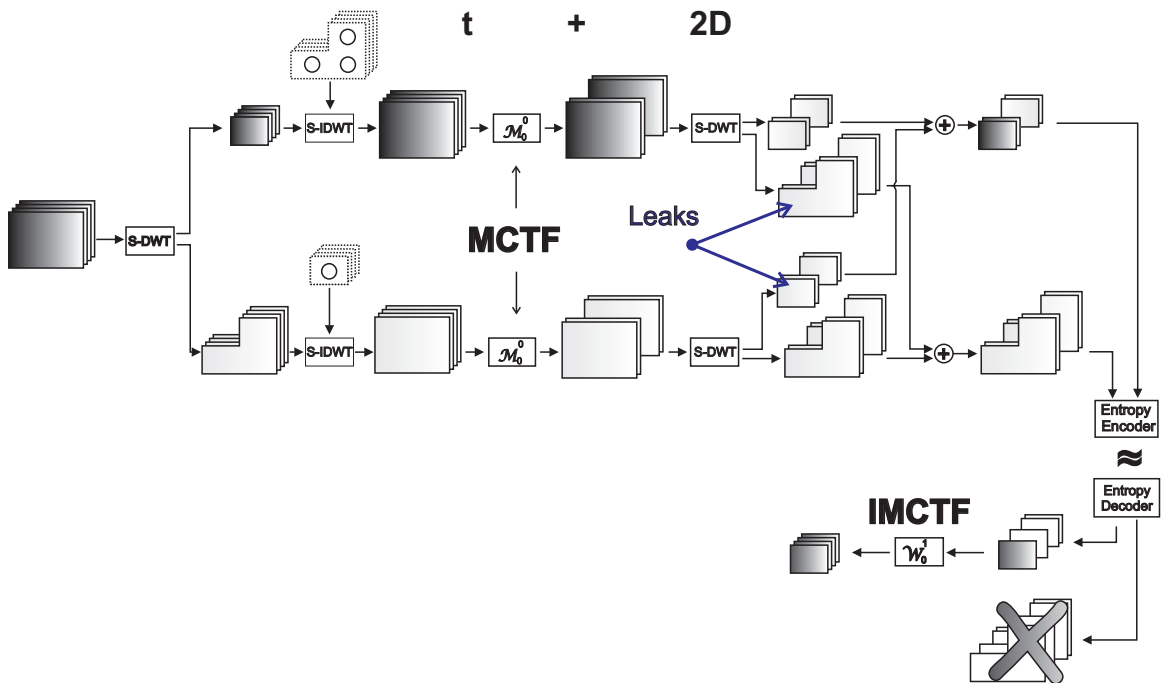 t + 2D
S-IDWT
M₀⁰
S-DWT
S-DWT
Leaks
MCTF
S-IDWT
M₀⁰
S-DWT
Entropy
Encoder
≈
Entropy
Decoder
IMCTF
W₀¹